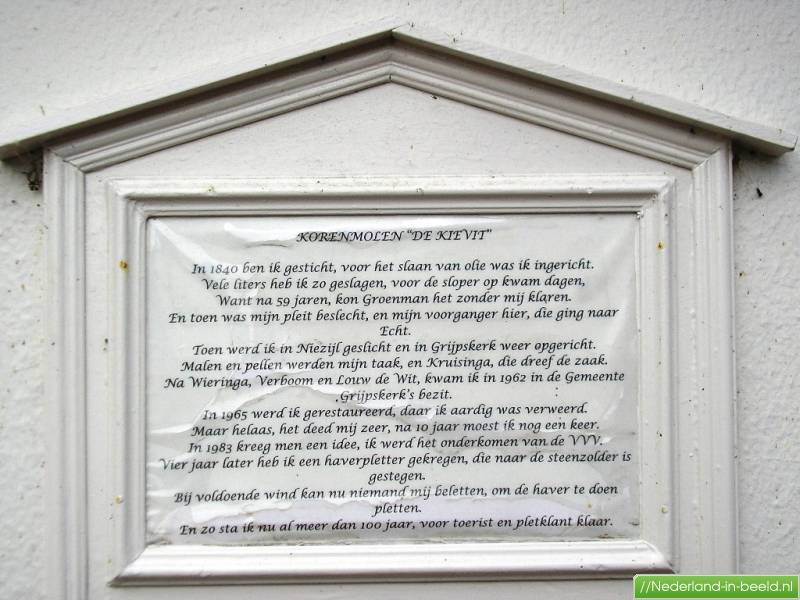 KORENMOLEN "DE KIEVIT"
In 1840 ben ik gesticht, voor het slaan van olie was ik ingericht.
Vele liters heb ik zo geslagen, voor de sloper op kwam dagen,
Want na 59 jaren, kon Groenman het zonder mij klaren.
En toen was mijn pleit beslecht, en mijn voorganger hier, die ging naar
Echt.
Toen werd ik in Niezijl geslicht en in Grijpskerk weer opgericht.
Malen en pellen werden mijn taak, en Kruisinga, die dreef de zaak.
Na Wieringa, Verboom en Louw de Wit, kwam ik in 1962 in de Gemeente
Grijpskerk's bezit.
In 1965 werd ik gerestaureerd, daar ik aardig was verweerd.
Maar helaas, het deed mij zeer, na 10 jaar moest ik nog een keer.
In 1983 kreeg men een idee, ik werd het onderkomen van de VVV.
Vier jaar later heb ik een haverpletter gekregen, die naar de steenzolder is
gestegen.
Bij voldoende wind kan nu niemand mij beletten, om de haver te doen
pletten.
En zo sta ik nu al meer dan 100 jaar, voor toerist en pletklant klaar.
//Nederland-in-beeld.nl